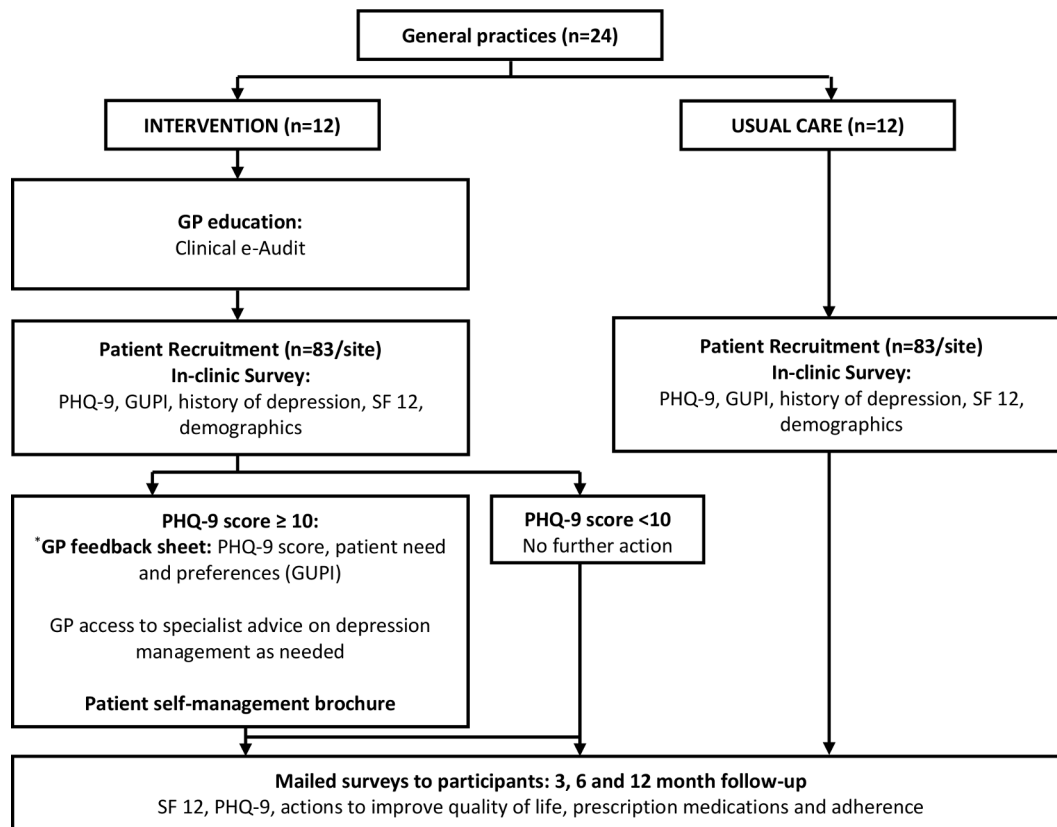 General practices (n=24)
INTERVENTION (n=12)
USUAL CARE (n=12)
GP education:
Clinical e-Audit
Patient Recruitment (n=83/site)
In-clinic Survey:
PHQ-9, GUPI, history of depression, SF 12,
demographics
Patient Recruitment (n=83/site)
In-clinic Survey:
PHQ-9, GUPI, history of depression, SF 12,
demographics
PHQ-9 score ≥ 10:
*GP feedback sheet: PHQ-9 score, patient need
and preferences (GUPI)
GP access to specialist advice on depression
management as needed
Patient self-management brochure
PHQ-9 score <10
No further action
Mailed surveys to participants: 3, 6 and 12 month follow-up
SF 12, PHQ-9, actions to improve quality of life, prescription medications and adherence